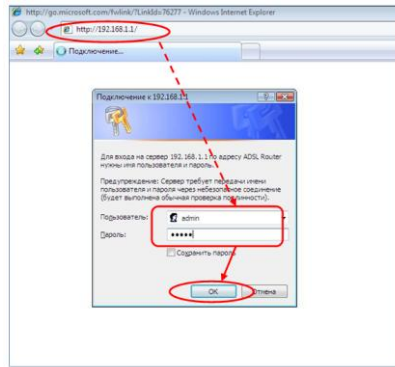 http://go.microsoft.com/fwlink/?LinkId=76277 - Windows Internet Explorer
http://192.168.1.1/
Подключение...
Подключение к 192.168.1.1
Для входа на сервер 192.168.1.1 по адресу ADSL Router
нужны имя пользователя и пароль.
Предупреждение: Сервер требует передачи имени
пользователя и пароля через небезопасное соединение
(будет выполнена обычная проверка подлинности).
Пользователь:
admin
Пароль:
•••••
Сохранить пароль
OK
Отмена